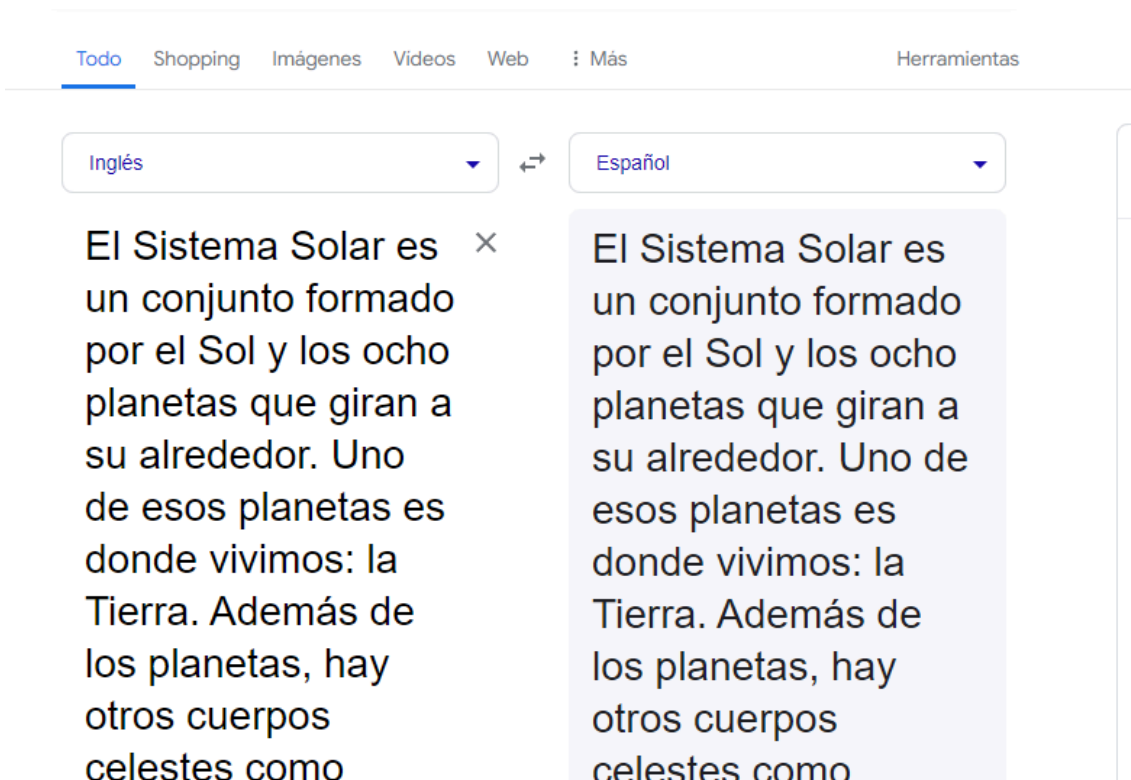 Todo Shopping Imágenes Videos Web Más Herramientas
Inglés Español
El Sistema Solar es
un conjunto formado
por el Sol y los ocho
planetas que giran a
su alrededor. Uno
de esos planetas es
donde vivimos: la
Tierra. Además de
los planetas, hay
otros cuerpos
celestes como
El Sistema Solar es
un conjunto formado
por el Sol y los ocho
planetas que giran a
su alrededor. Uno de
esos planetas es
donde vivimos: la
Tierra. Además de
los planetas, hay
otros cuerpos
celestes como